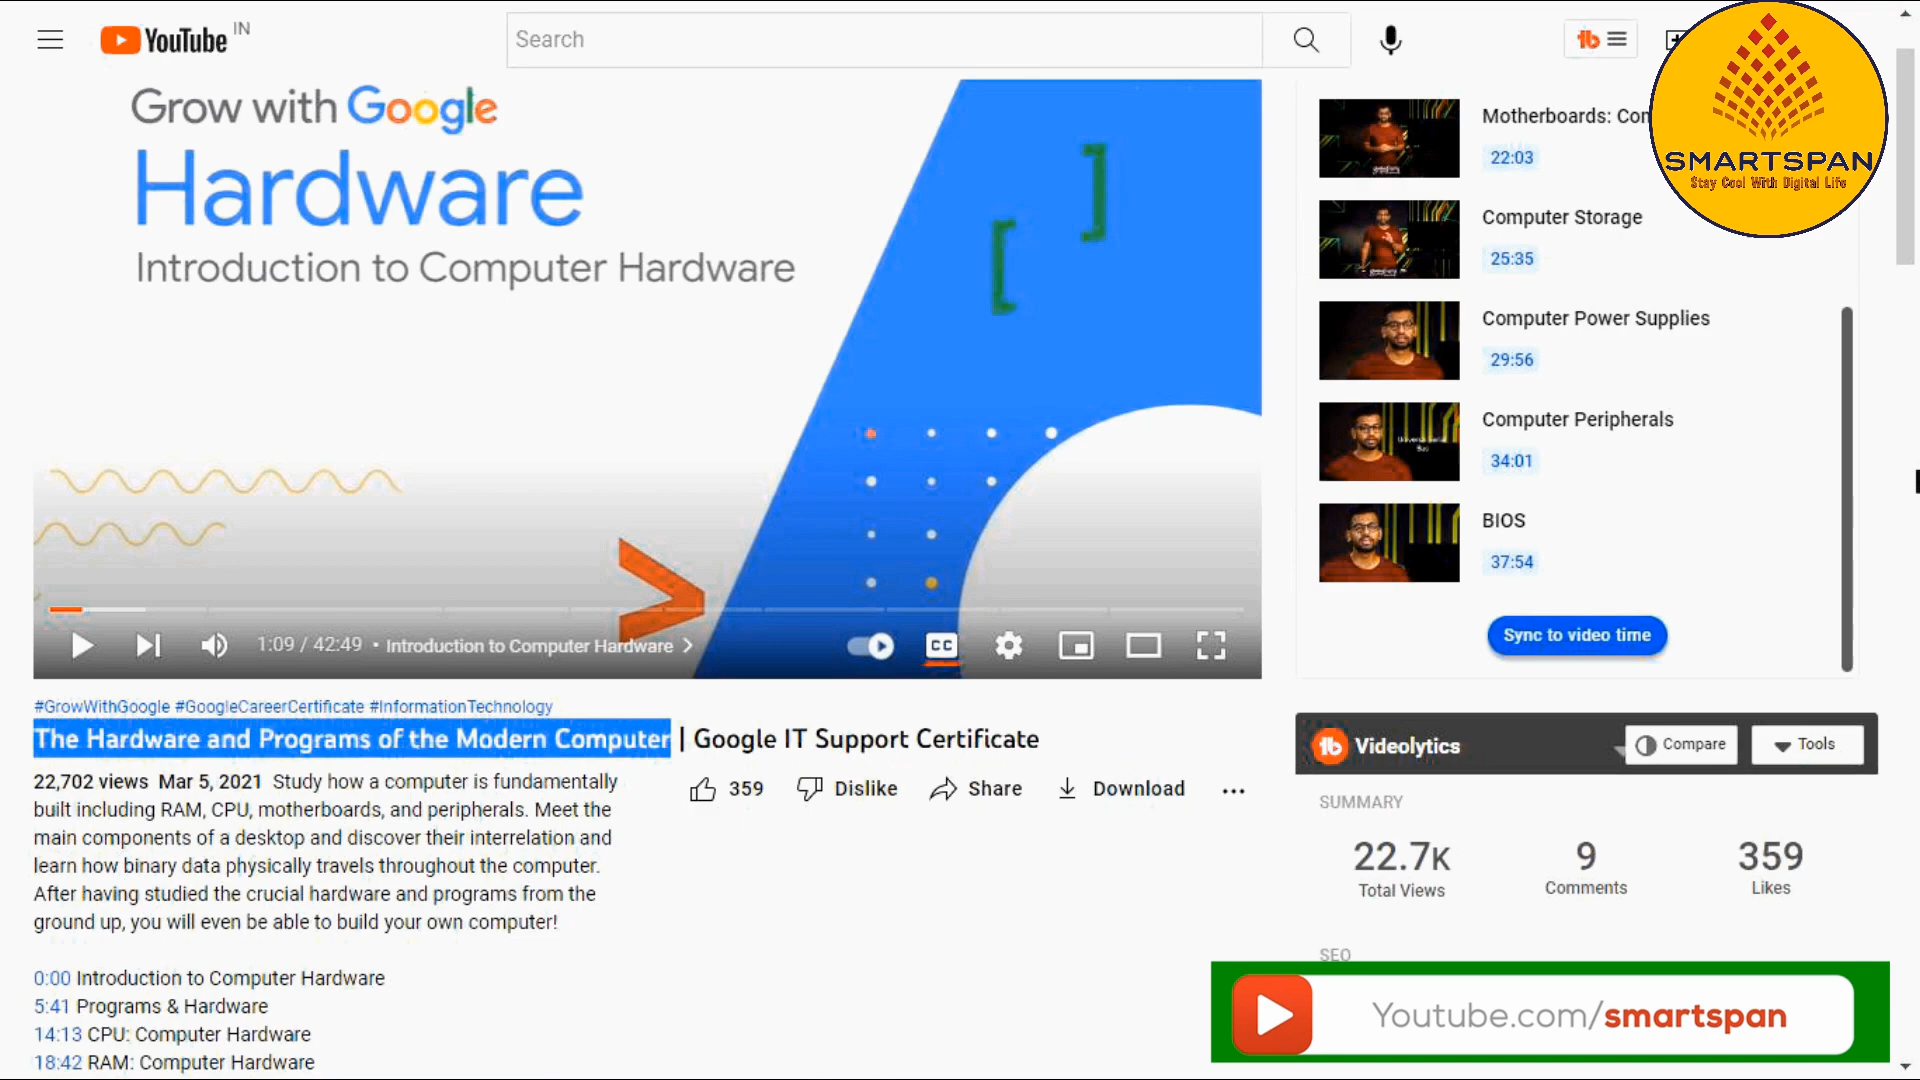 YouTube IN
Search
Grow with Google
Hardware
Introduction to Computer Hardware
1:09 / 42:49 • Introduction to Computer Hardware
CC
Motherboards: Con
22:03
Computer Storage
25:35
Computer Power Supplies
29:56
Computer Peripherals
34:01
BIOS
37:54
Sync to video time
SMARTSPAN
Stay Cool With Digital Life
#GrowWithGoogle #GoogleCareerCertificate #InformationTechnology
The Hardware and Programs of the Modern Computer | Google IT Support Certificate
22,702 views Mar 5, 2021 Study how a computer is fundamentally
built including RAM, CPU, motherboards, and peripherals. Meet the
main components of a desktop and discover their interrelation and
learn how binary data physically travels throughout the computer.
After having studied the crucial hardware and programs from the
ground up, you will even be able to build your own computer!
359 Dislike Share Download
0:00 Introduction to Computer Hardware
5:41 Programs & Hardware
14:13 CPU: Computer Hardware
18:42 RAM: Computer Hardware
Videolytics
Compare
Tools
SUMMARY
22.7K
Total Views
9
Comments
359
Likes
SEO
Youtube.com/smartspan